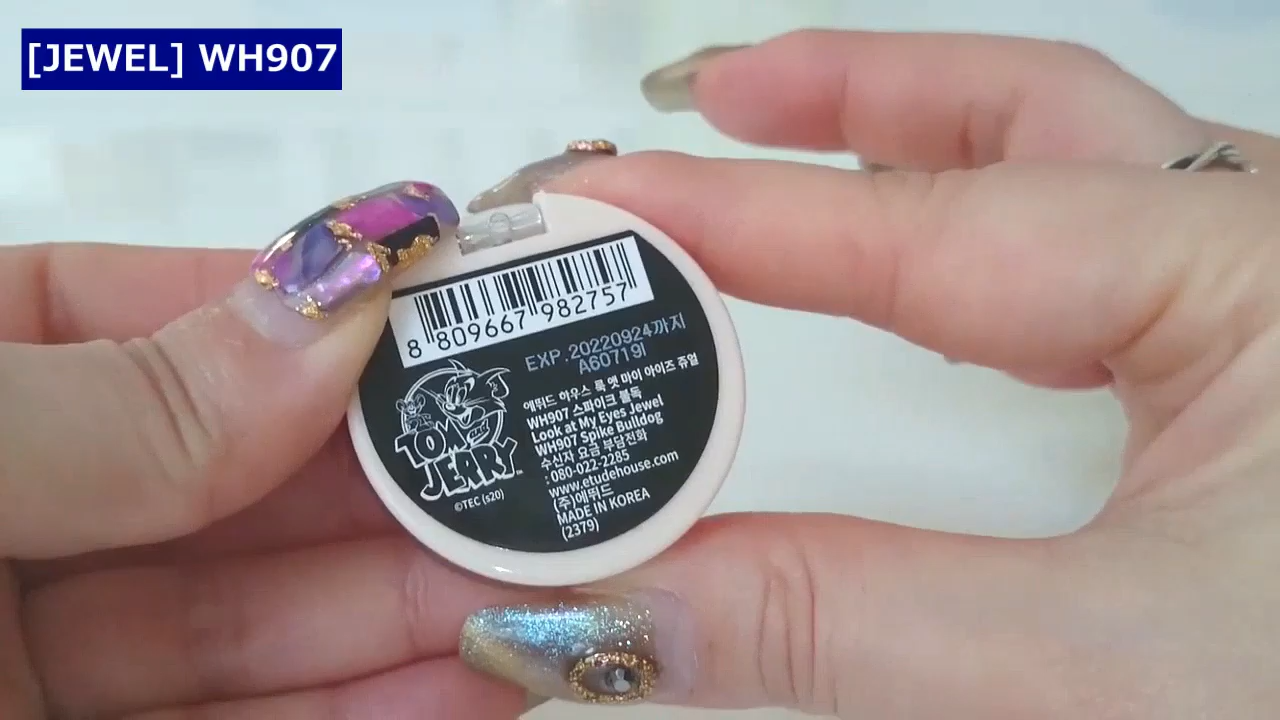 [JEWEL] WH907
8 809667 982757
EXP.20220924까지
A60719I
에뛰드 하우스 룩 앳 마이 아이즈 쥬얼
WH907 스파이크 불독
Look at My Eyes Jewel
WH907 Spike Bulldog
수신자 요금 부담전화
: 080-022-2285
www.etudehouse.com
(주)에뛰드
MADE IN KOREA
(2379)
TOM and JERRY™
©TEC (s20)